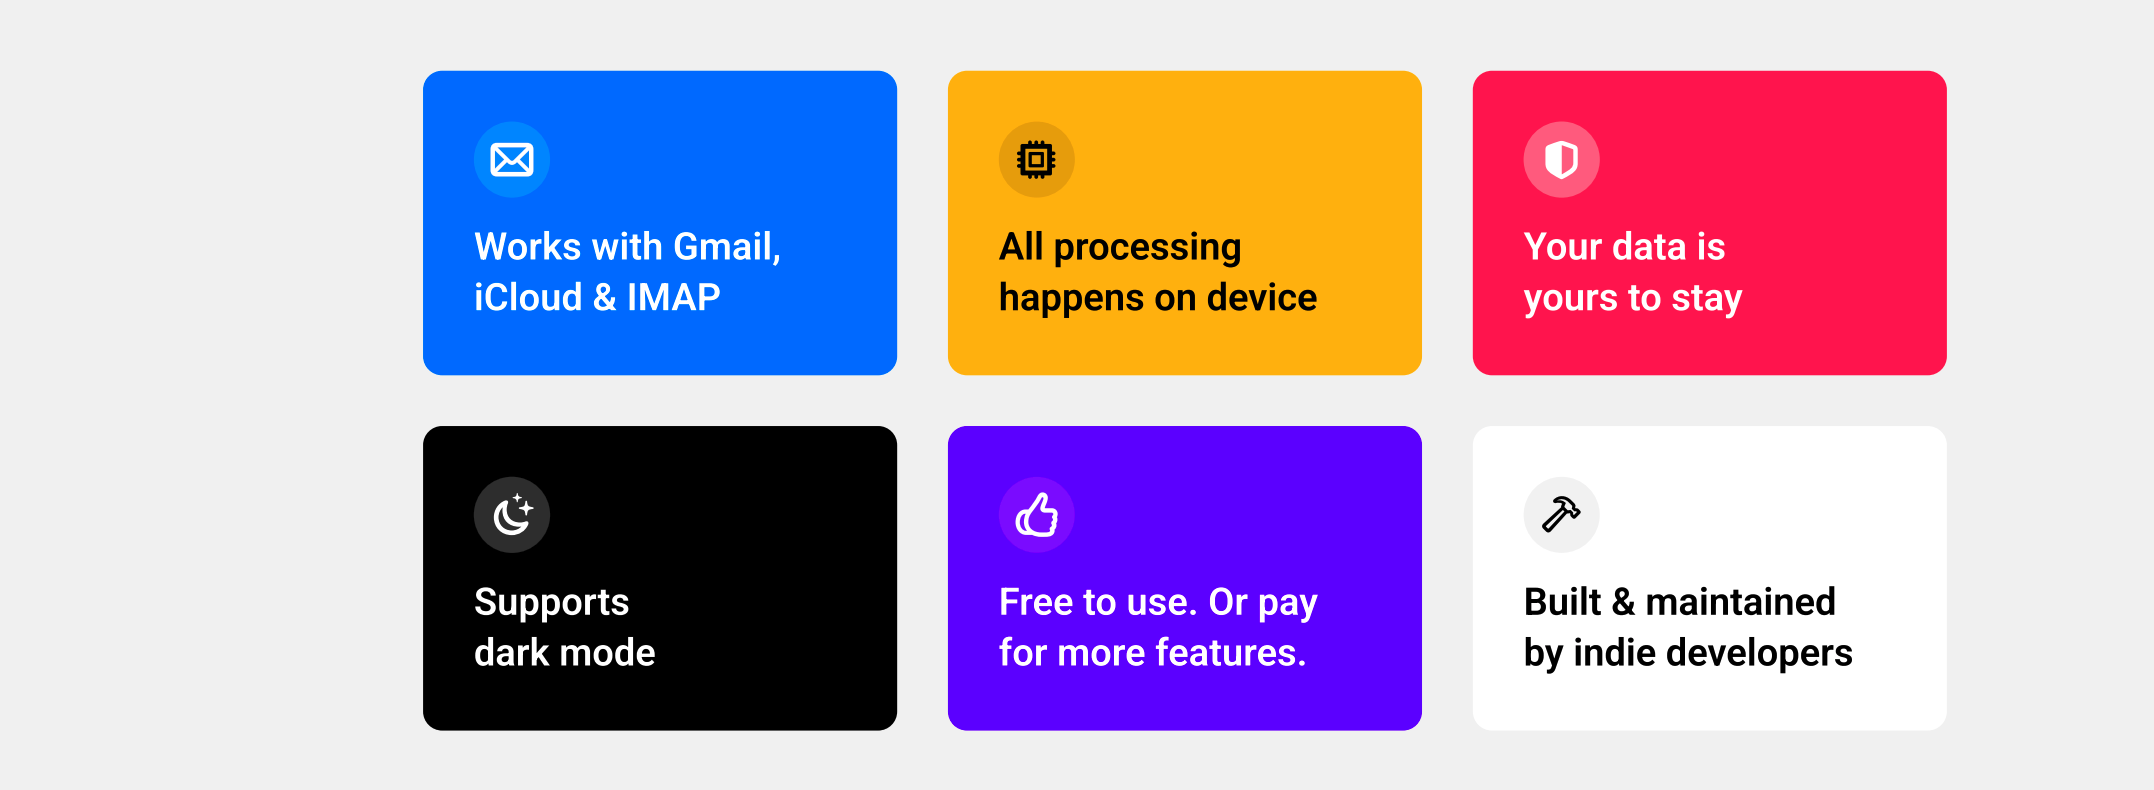 Works with Gmail,
iCloud & IMAP
All processing
happens on device
Your data is
yours to stay
Supports
dark mode
Free to use. Or pay
for more features.
Built & maintained
by indie developers